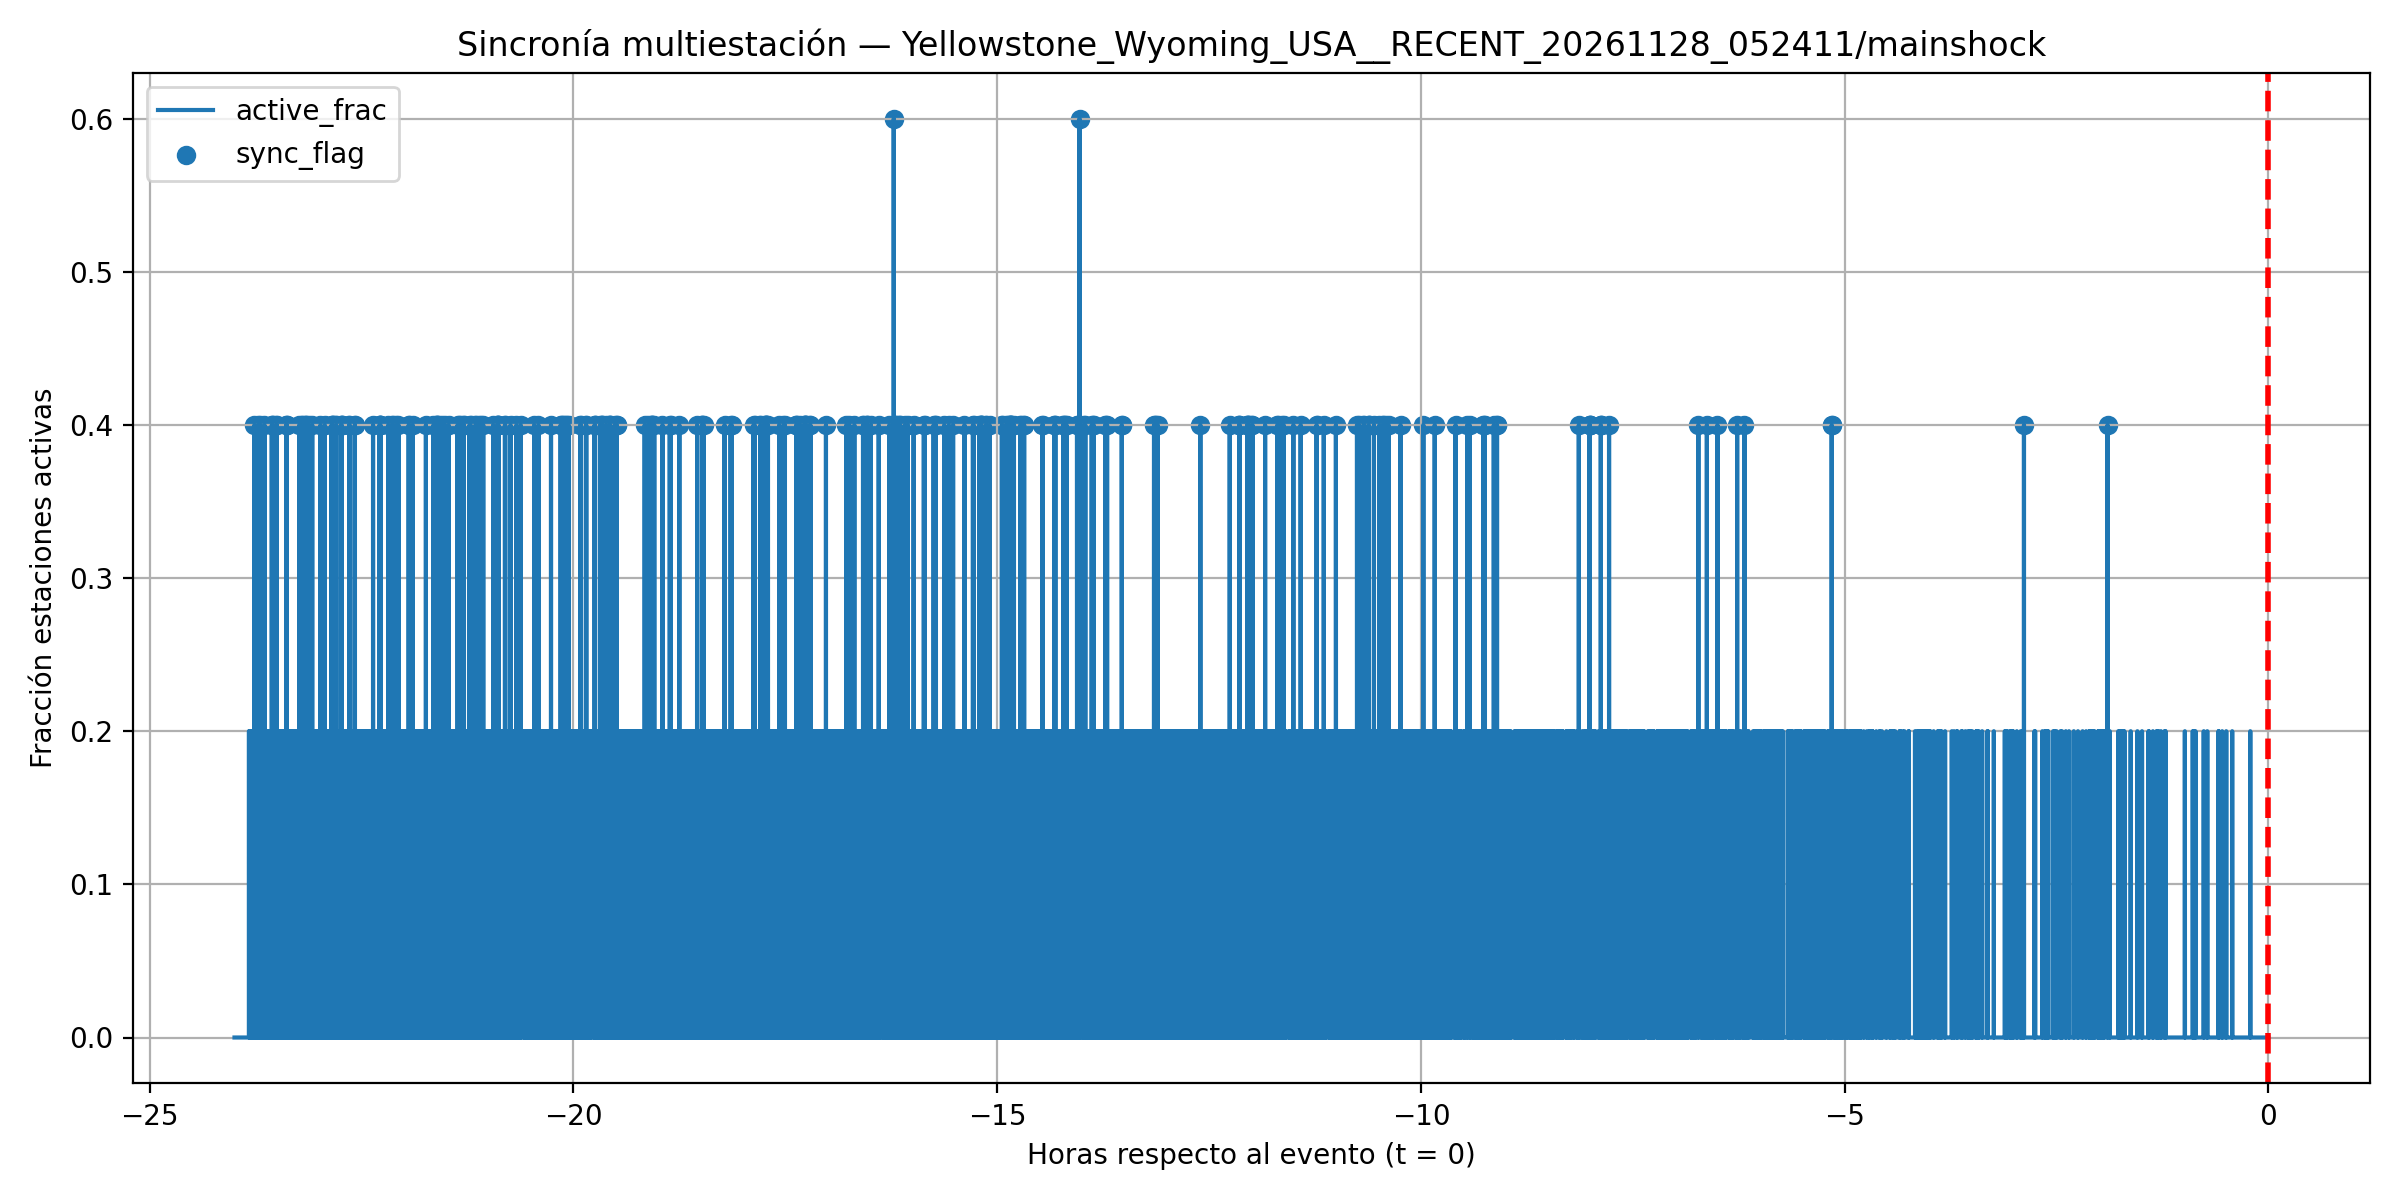 Sincronía multiestación — Yellowstone_Wyoming_USA__RECENT_20261128_052411/mainshock
active_frac
sync_flag
Fracción estaciones activas
0.6
0.5
0.4
0.3
0.2
0.1
0.0
−25
−20
−15
−10
−5
0
Horas respecto al evento (t = 0)